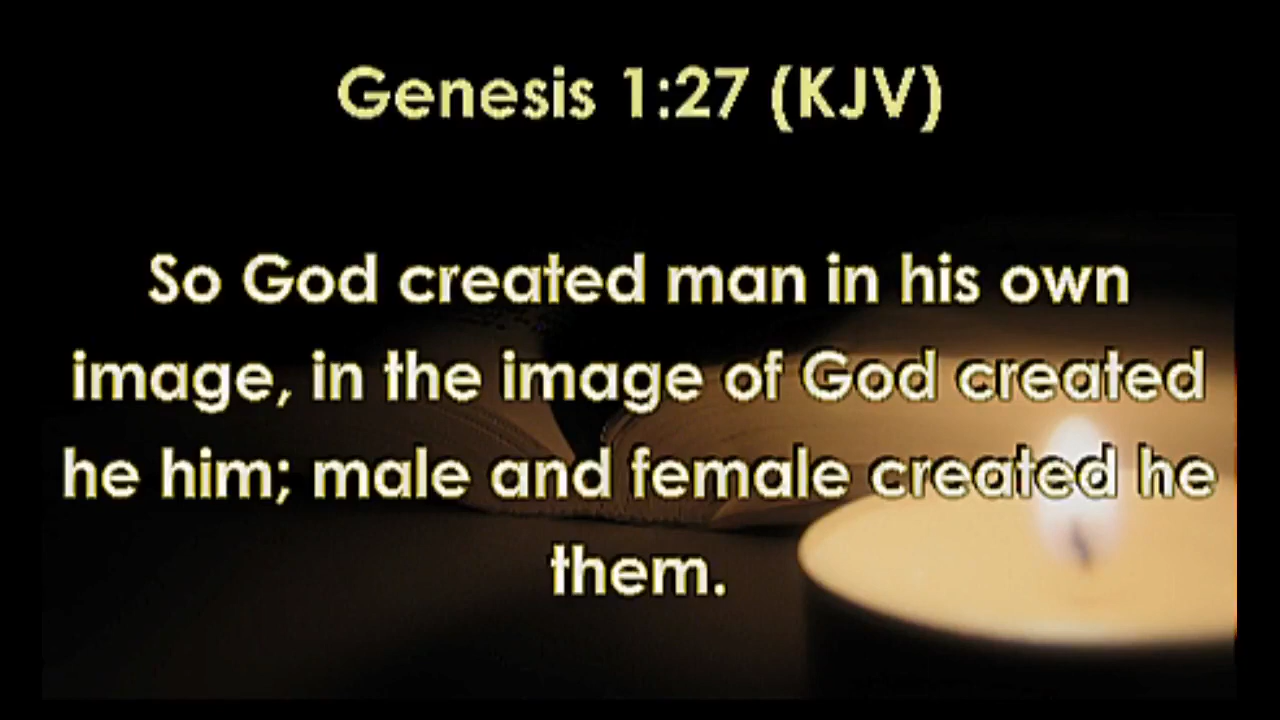 Genesis 1:27 (KJV)
So God created man in his own
image, in the image of God created
he him; male and female created he
them.